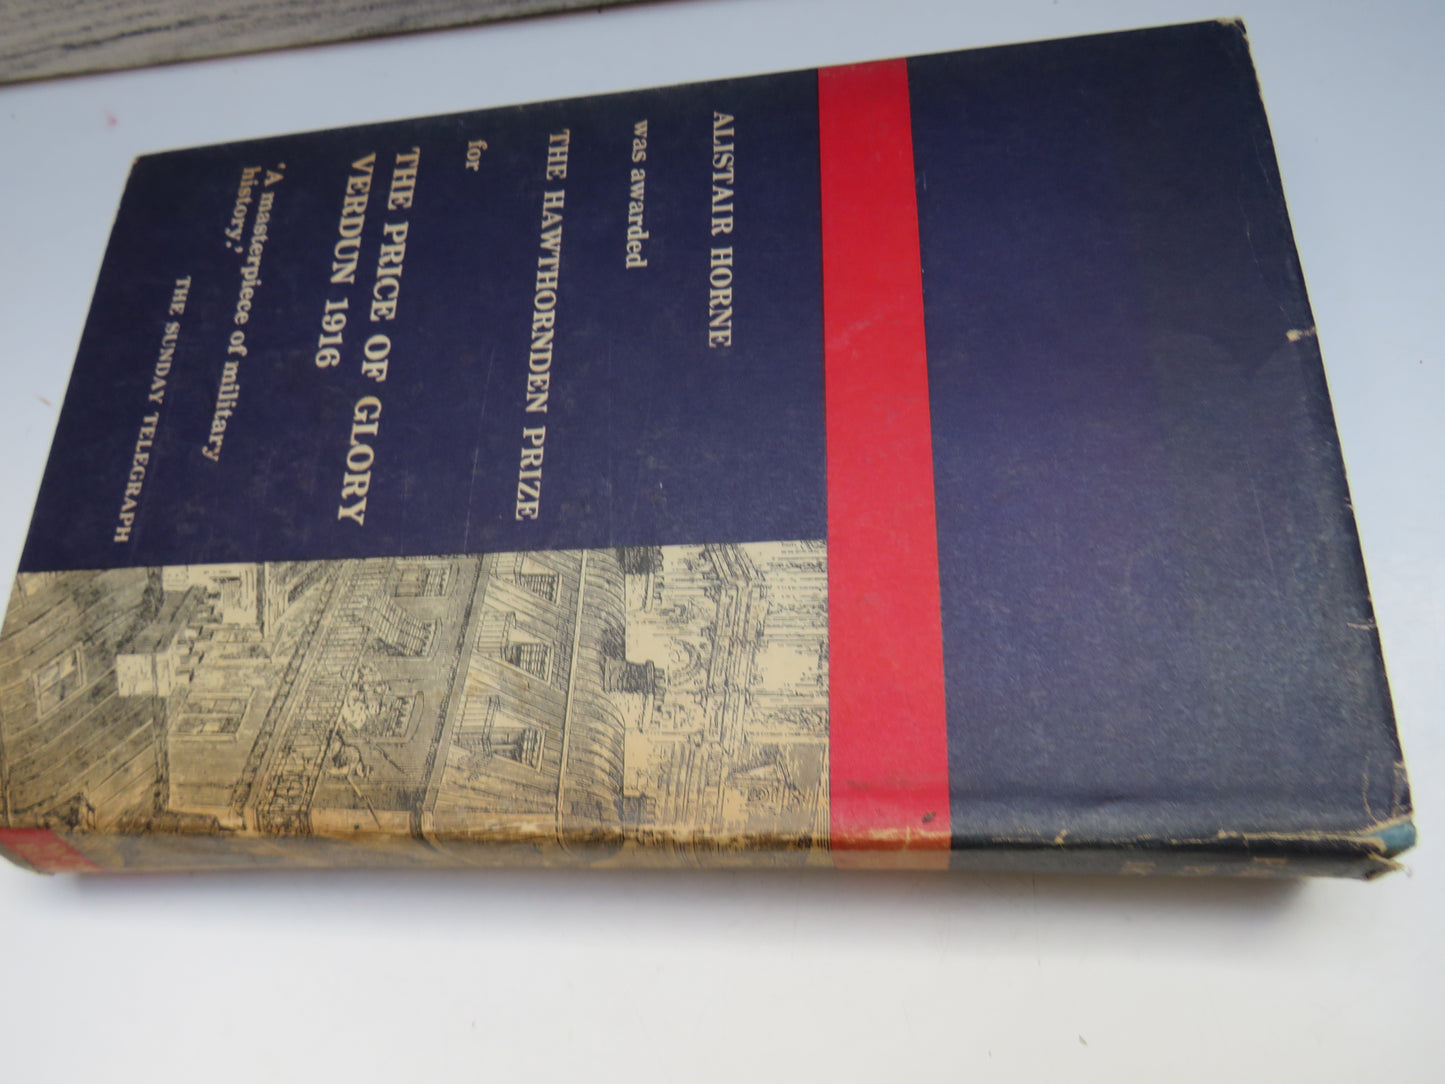 ALISTAIR HORNE
was awarded
THE HAWTHORNDEN PRIZE
for
THE PRICE OF GLORY
VERDUN 1916
‘A masterpiece of military
history.’
THE SUNDAY TELEGRAPH